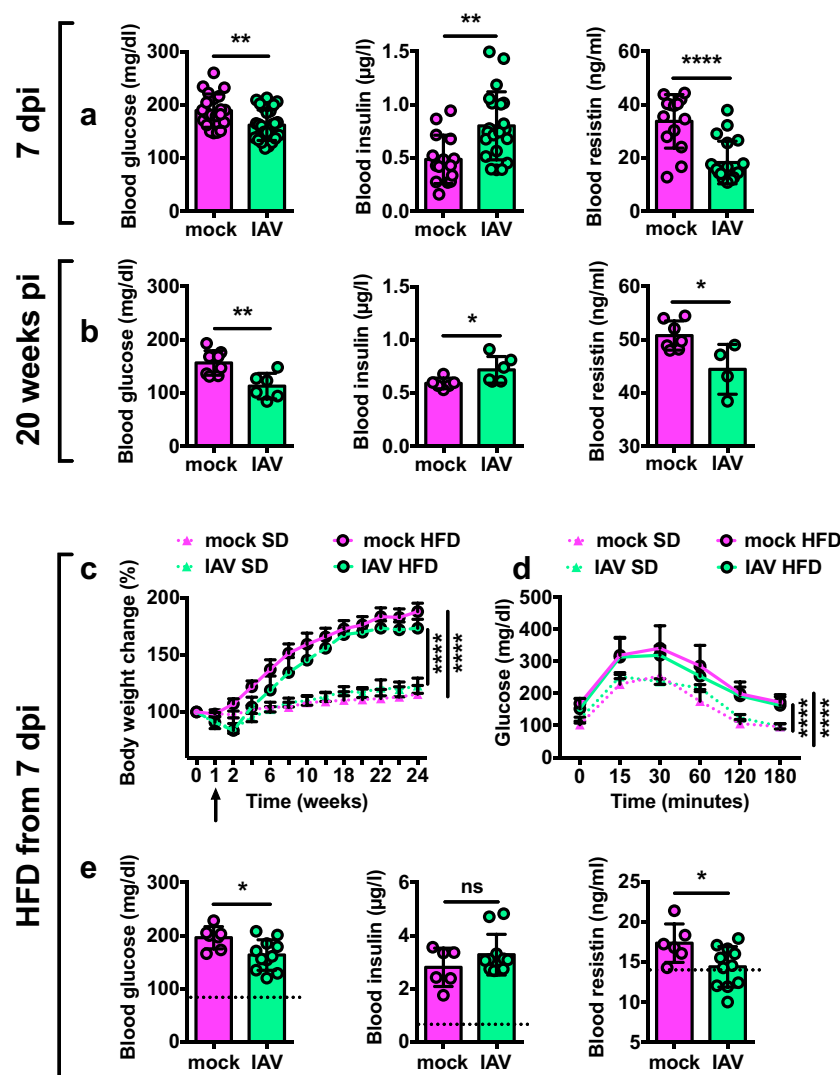 7 dpi
a
Blood glucose (mg/dl)
300
200
100
0
**
mock IAV
Blood insulin (µg/l)
1.5
1.0
0.5
0.0
**
mock IAV
Blood resistin (ng/ml)
60
40
20
0
****
mock IAV
20 weeks pi
b
Blood glucose (mg/dl)
300
200
100
0
**
mock IAV
Blood insulin (µg/l)
1.5
1.0
0.5
0.0
*
mock IAV
Blood resistin (ng/ml)
60
50
40
30
*
mock IAV
HFD from 7 dpi
c
mock SD mock HFD
IAV SD IAV HFD
Body weight change (%)
200
150
100
****
****
0 1 2 6 10 18 22 24
Time (weeks)
d
mock SD mock HFD
IAV SD IAV HFD
Glucose (mg/dl)
500
400
300
200
100
0
****
****
0 15 30 60 120 180
Time (minutes)
e
Blood glucose (mg/dl)
300
200
100
0
*
mock IAV
Blood insulin (µg/l)
6
4
2
0
ns
mock IAV
Blood resistin (ng/ml)
25
20
15
10
5
*
mock IAV